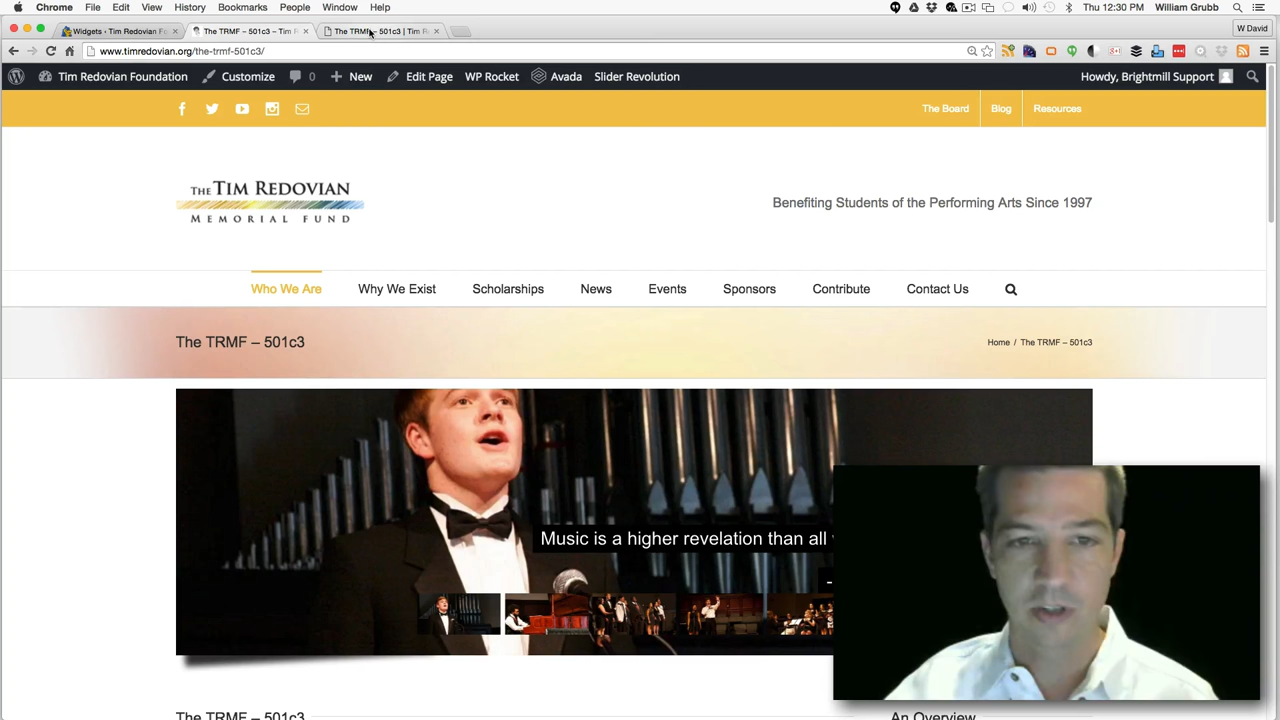 Chrome File Edit View History Bookmarks People Window Help Thu 12:30 PM William Grubb
Widgets ‹ Tim Redovian Fo The TRMF – 501c3 – Tim F The TRMF – 501c3 | Tim R W David
www.timredovian.org/the-trmf-501c3/
Tim Redovian Foundation Customize 0 New Edit Page WP Rocket Avada Slider Revolution Howdy, Brightmill Support
The Board Blog Resources
THE TIM REDOVIAN
MEMORIAL FUND
Benefiting Students of the Performing Arts Since 1997
Who We Are Why We Exist Scholarships News Events Sponsors Contribute Contact Us
The TRMF – 501c3 Home / The TRMF – 501c3
Music is a higher revelation than all
The TRMF – 501c3 An Overview